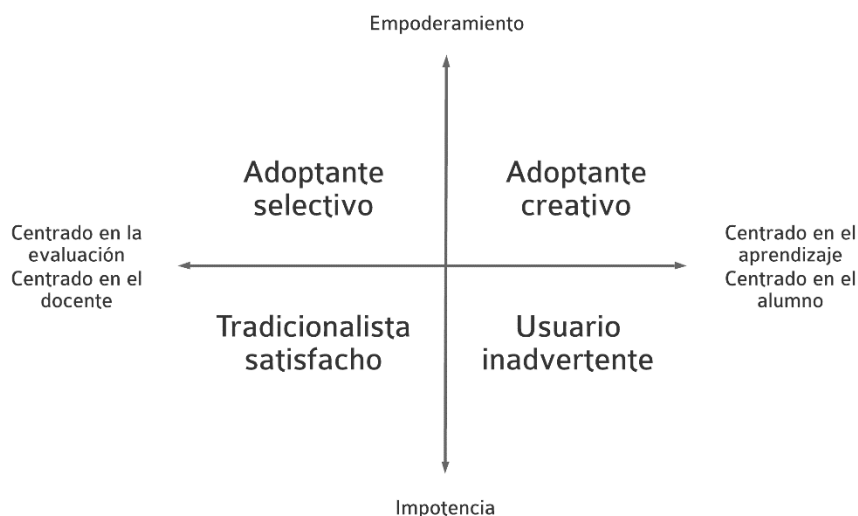 Empoderamiento
Adoptante
selectivo
Adoptante
creativo
Centrado en la
evaluación
Centrado en el
docente
Centrado en el
aprendizaje
Centrado en el
alumno
Tradicionalista
satisfacho
Usuario
inadvertente
Impotencia